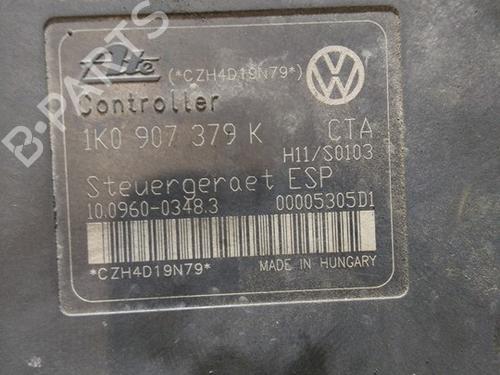 Ate (*CZH4D19N79*)
Controller
1K0 907 379 K CTA
H11/S0103
Steuergeraet ESP
10.0960-0348.3 00005305D1
*CZH4D19N79* MADE IN HUNGARY
B-PARTS